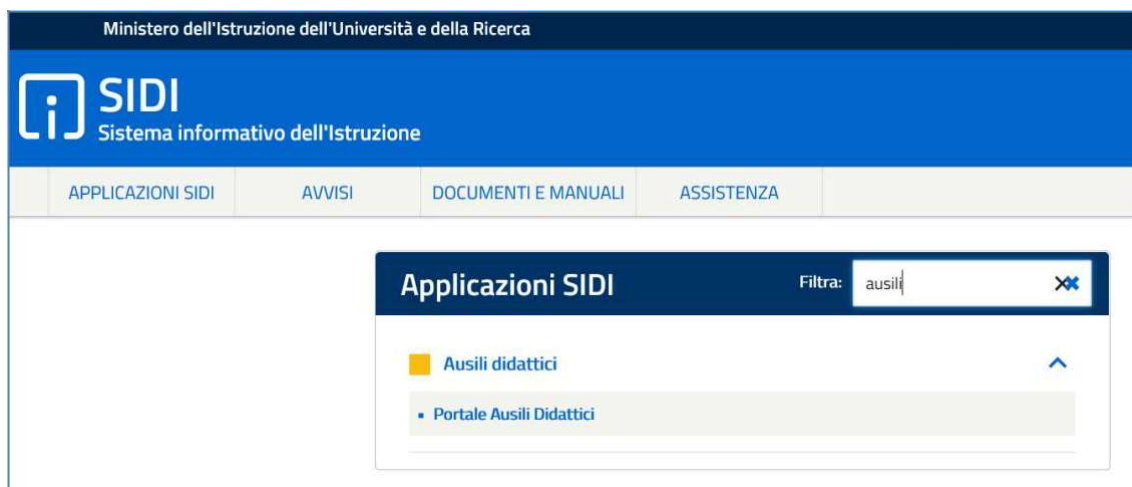 Ministero dell'Istruzione dell'Università e della Ricerca
SIDI
Sistema informativo dell'Istruzione
APPLICAZIONI SIDI AVVISI DOCUMENTI E MANUALI ASSISTENZA
Applicazioni SIDI Filtra: ausili
Ausili didattici
Portale Ausili Didattici